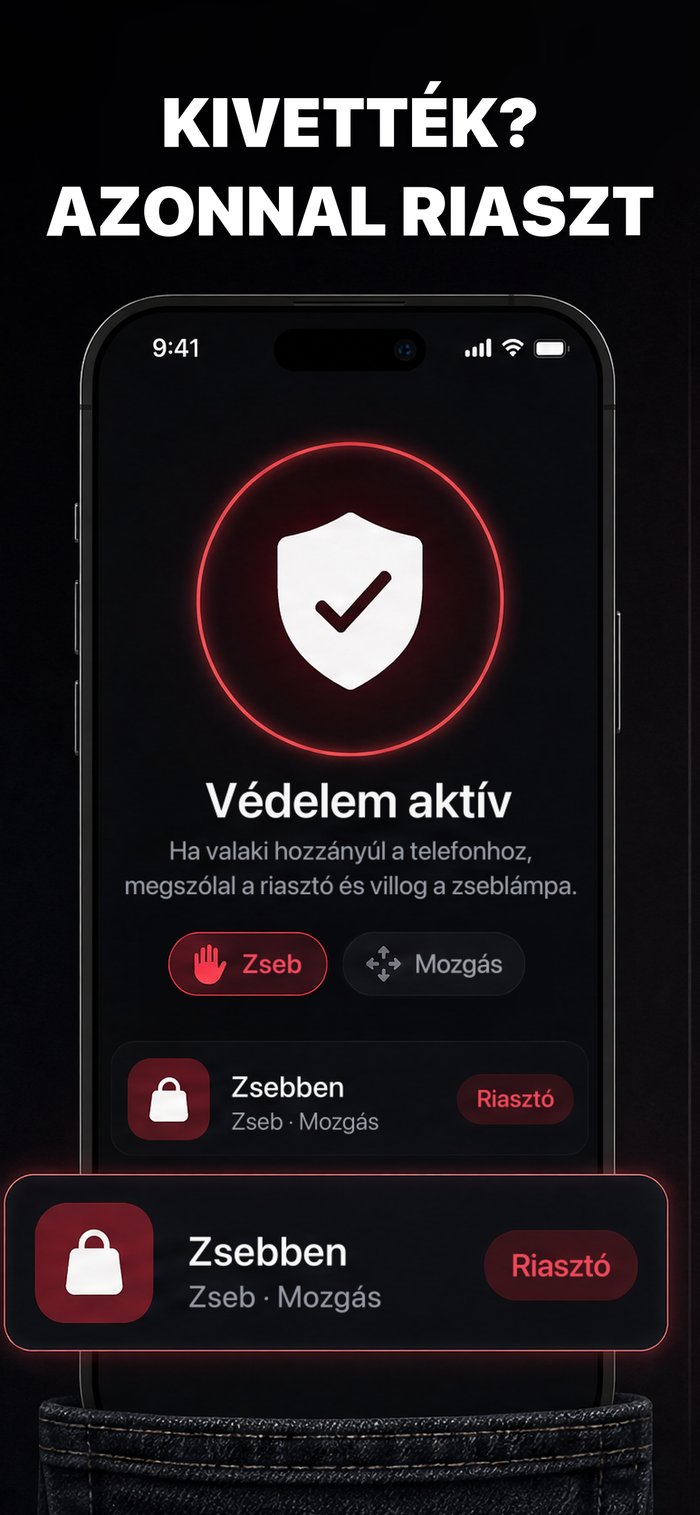 KIVETTÉK?
AZONNAL RIASZT
9:41
Védelem aktív
Ha valaki hozzányúl a telefonhoz,
megszólal a riasztó és villog a zseblámpa.
Zseb
Mozgás
Zsebben
Riasztó
Zseb · Mozgás
Zsebben
Riasztó
Zseb · Mozgás